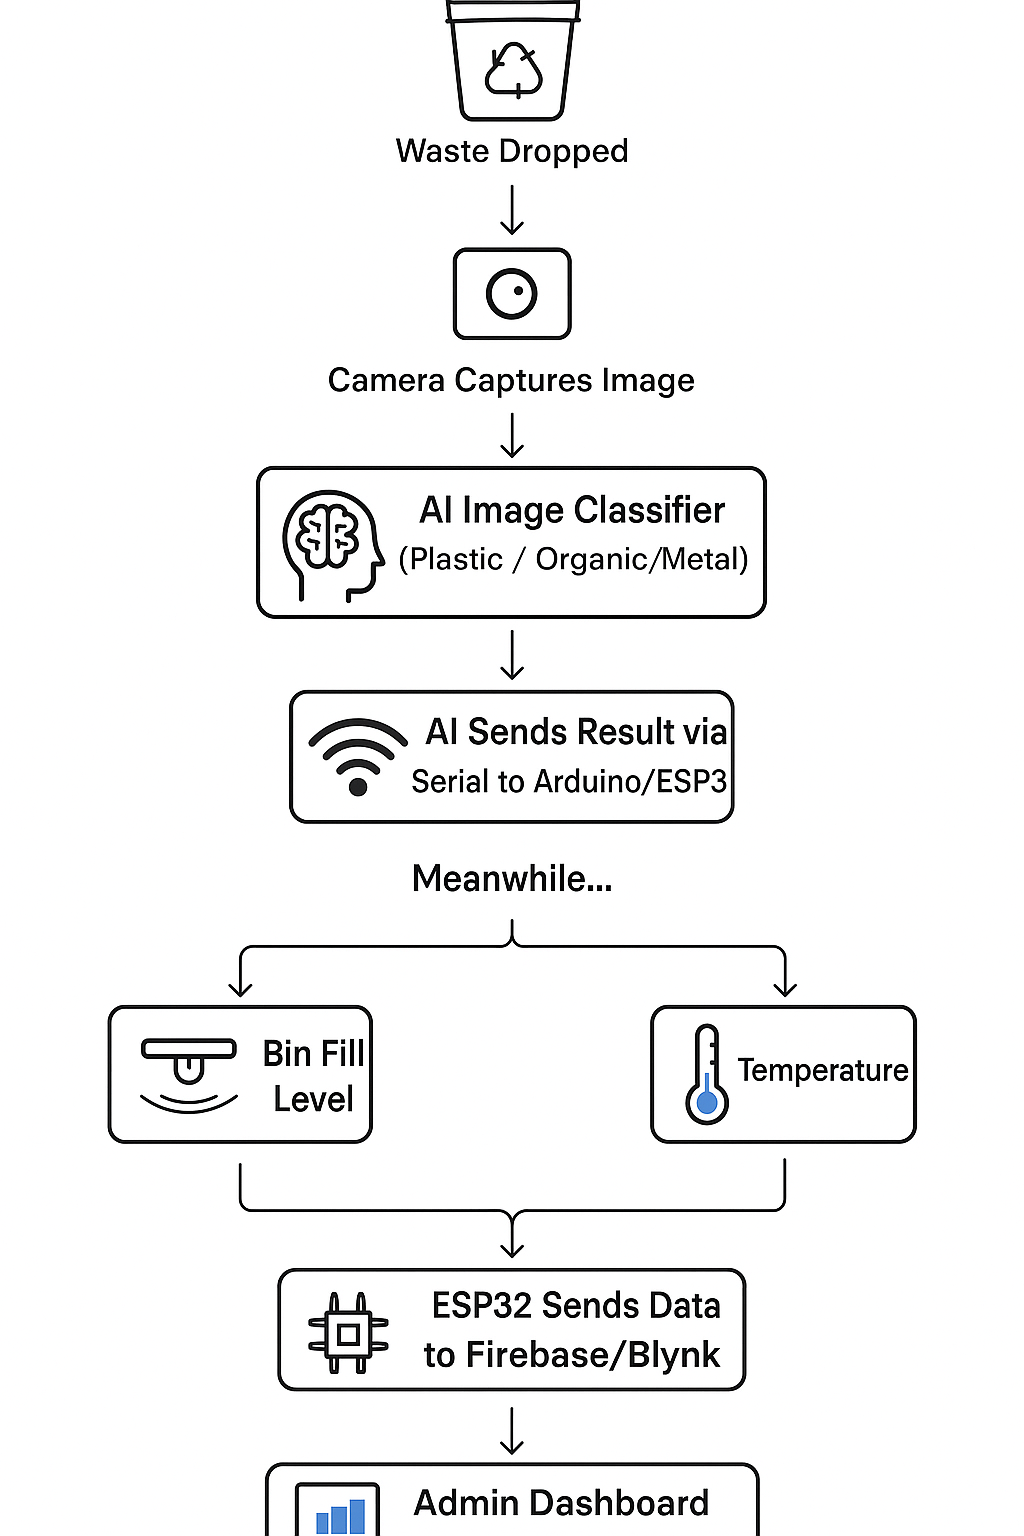 Waste Dropped
Camera Captures Image
AI Image Classifier
(Plastic / Organic/Metal)
AI Sends Result via
Serial to Arduino/ESP3
Meanwhile...
Bin Fill
Level
Temperature
ESP32 Sends Data
to Firebase/Blynk
Admin Dashboard